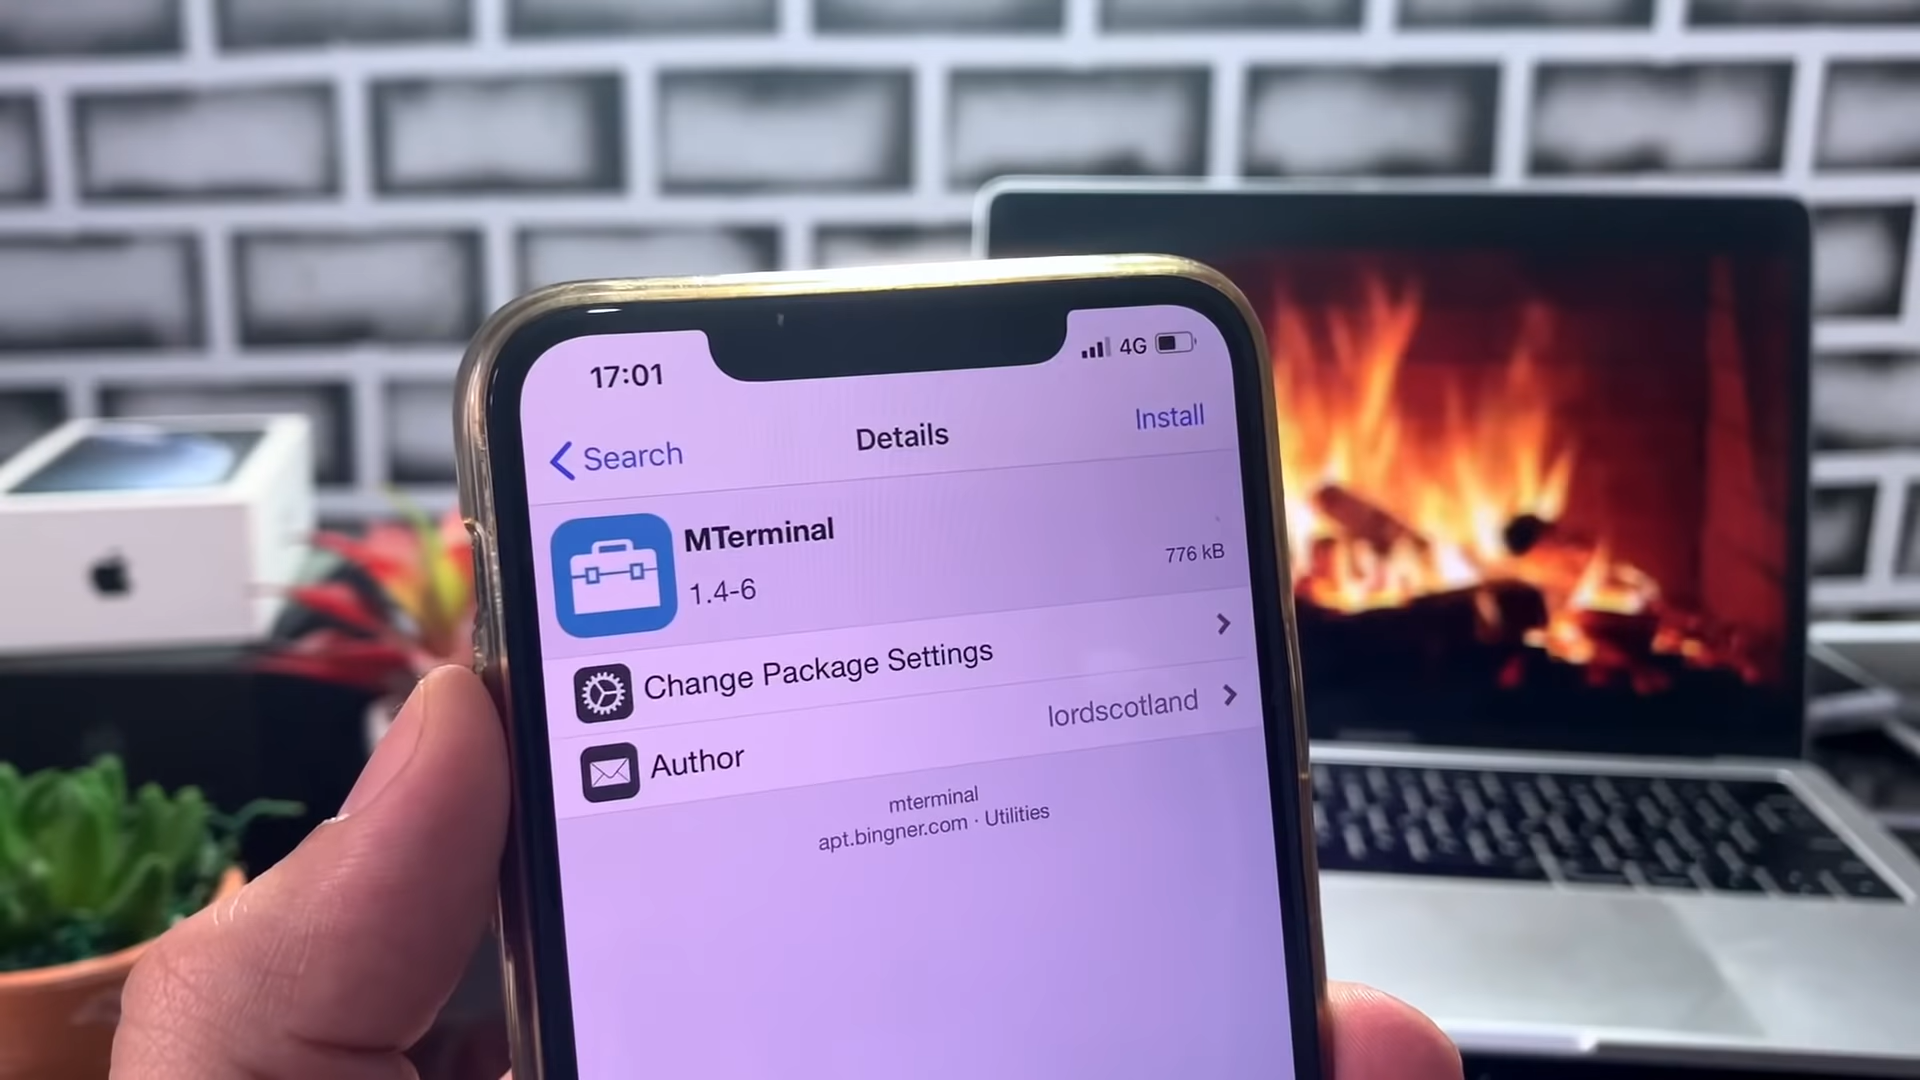 17:01
4G
Search
Details
Install
MTerminal
1.4-6
776 kB
Change Package Settings
Author
lordscotland
mterminal
apt.bingner.com · Utilities